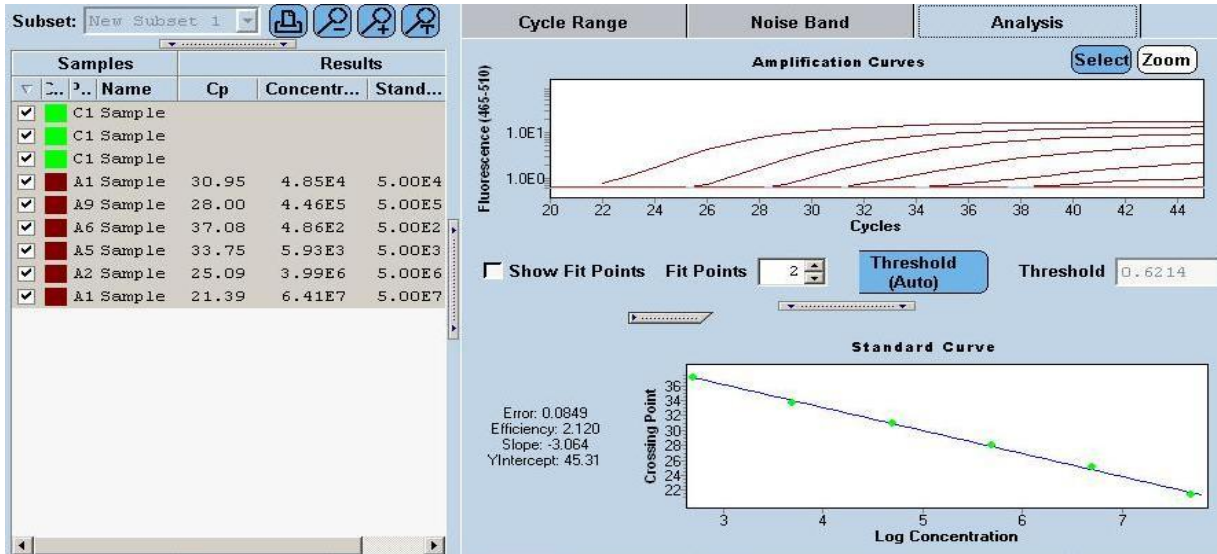 Subset: New Subset 1
Samples Results
C.. P.. Name Cp Concentr... Stand...
C1 Sample
C1 Sample
C1 Sample
A1 Sample 30.95 4.85E4 5.00E4
A9 Sample 28.00 4.46E5 5.00E5
A6 Sample 37.08 4.86E2 5.00E2
A5 Sample 33.75 5.93E3 5.00E3
A2 Sample 25.09 3.99E6 5.00E6
A1 Sample 21.39 6.41E7 5.00E7
Cycle Range Noise Band Analysis
Amplification Curves Select Zoom
Fluorescence (465-510)
1.0E1
1.0E0
20 22 24 26 28 30 32 34 36 38 40 42 44
Cycles
Show Fit Points Fit Points 2 Threshold (Auto) Threshold 0.6214
Standard Curve
Error: 0.0849
Efficiency: 2.120
Slope: -3.064
YIntercept: 45.31
Crossing Point
36
34
32
30
28
26
24
22
3 4 5 6 7
Log Concentration